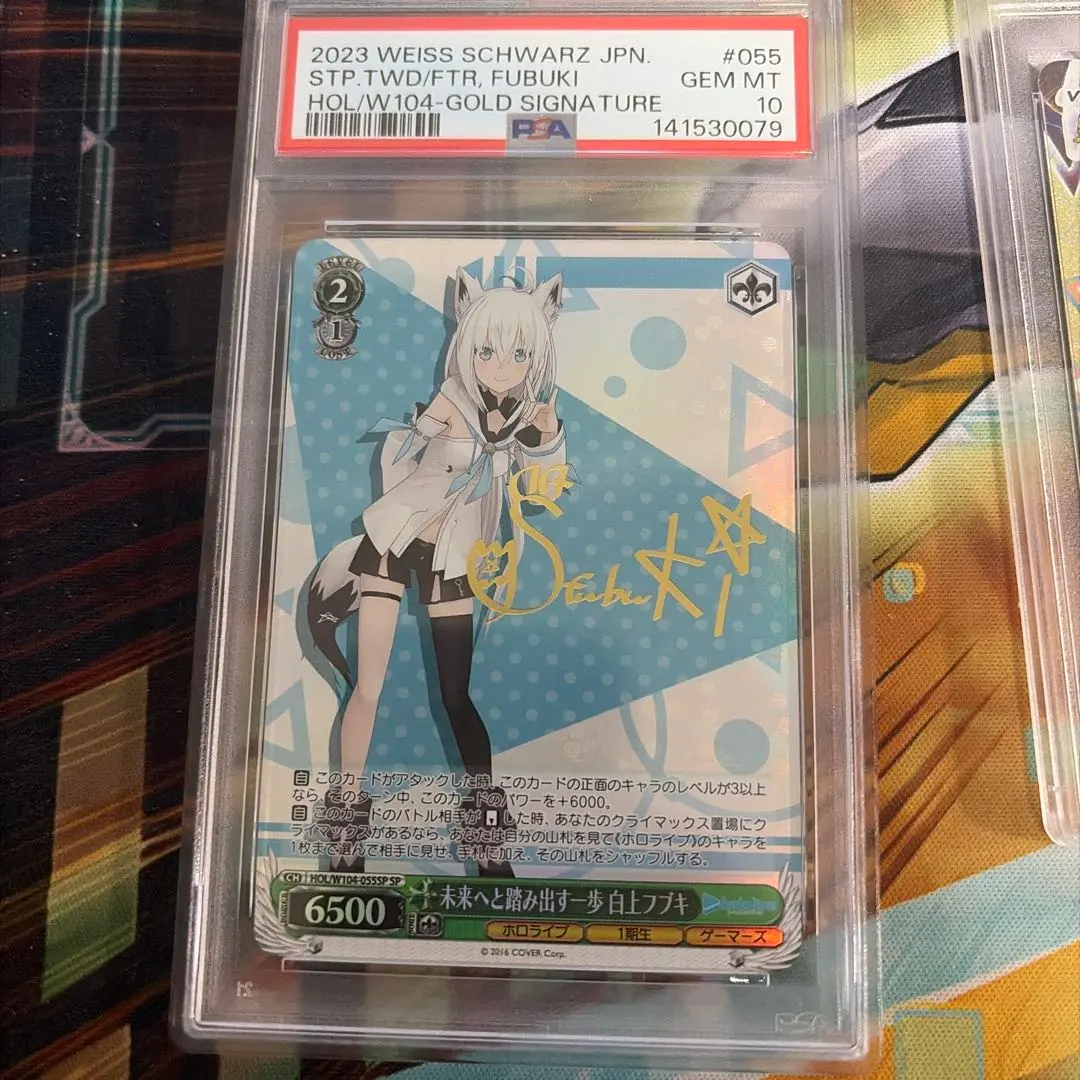 2023 WEISS SCHWARZ JPN. #055
STP.TWD/FTR, FUBUKI GEM MT
HOL/W104-GOLD SIGNATURE 10
PSA 141530079
LEVEL
2
1
COST
Fubuki
自 このカードがアタックした時、このカードの正面のキャラのレベルが3以上
なら、そのターン中、このカードのパワーを+6000。
自 このカードのバトル相手が した時、あなたのクライマックス置場にク
ライマックスがあるなら、あなたは自分の山札を見て《ホロライブ》のキャラを
1枚まで選んで相手に見せ、手札に加え、その山札をシャッフルする。
CH HOL/W104-055SP SP
6500
未来へと踏み出す一歩 白上フブキ
hololive
ホロライブ 1期生 ゲーマーズ
© 2016 COVER Corp.
V